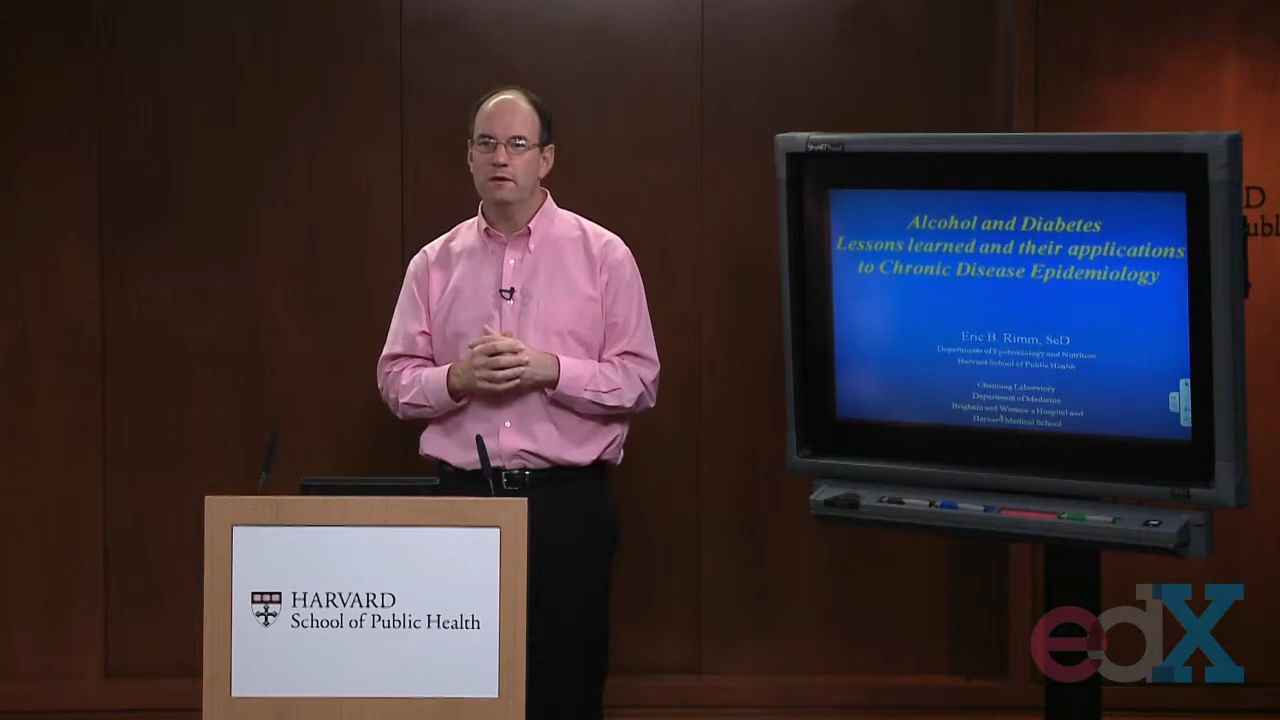 Alcohol and Diabetes
Lessons learned and their applications
to Chronic Disease Epidemiology
Eric B. Rimm, ScD
Departments of Epidemiology and Nutrition
Harvard School of Public Health
Channing Laboratory
Department of Medicine
Brigham and Women's Hospital and
Harvard Medical School
HARVARD
School of Public Health
edX